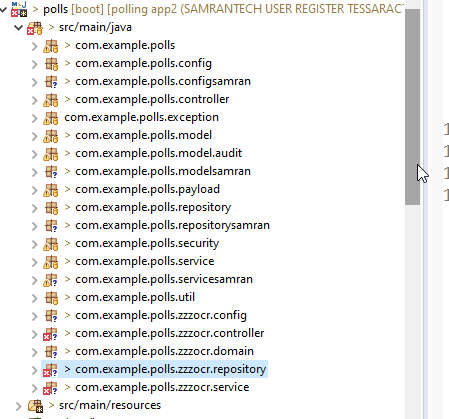 > polls [boot] [polling app2 (SAMRANTECH USER REGISTER TESSARAC
> src/main/java
> com.example.polls
> com.example.polls.config
> com.example.polls.configsamran
> com.example.polls.controller
com.example.polls.exception
> com.example.polls.model
> com.example.polls.model.audit
> com.example.polls.modelsamran
> com.example.polls.payload
> com.example.polls.repository
> com.example.polls.repositorysamran
> com.example.polls.security
> com.example.polls.service
> com.example.polls.servicesamran
> com.example.polls.util
> com.example.polls.zzzocr.config
> com.example.polls.zzzocr.controller
> com.example.polls.zzzocr.domain
> com.example.polls.zzzocr.repository
> com.example.polls.zzzocr.service
> src/main/resources